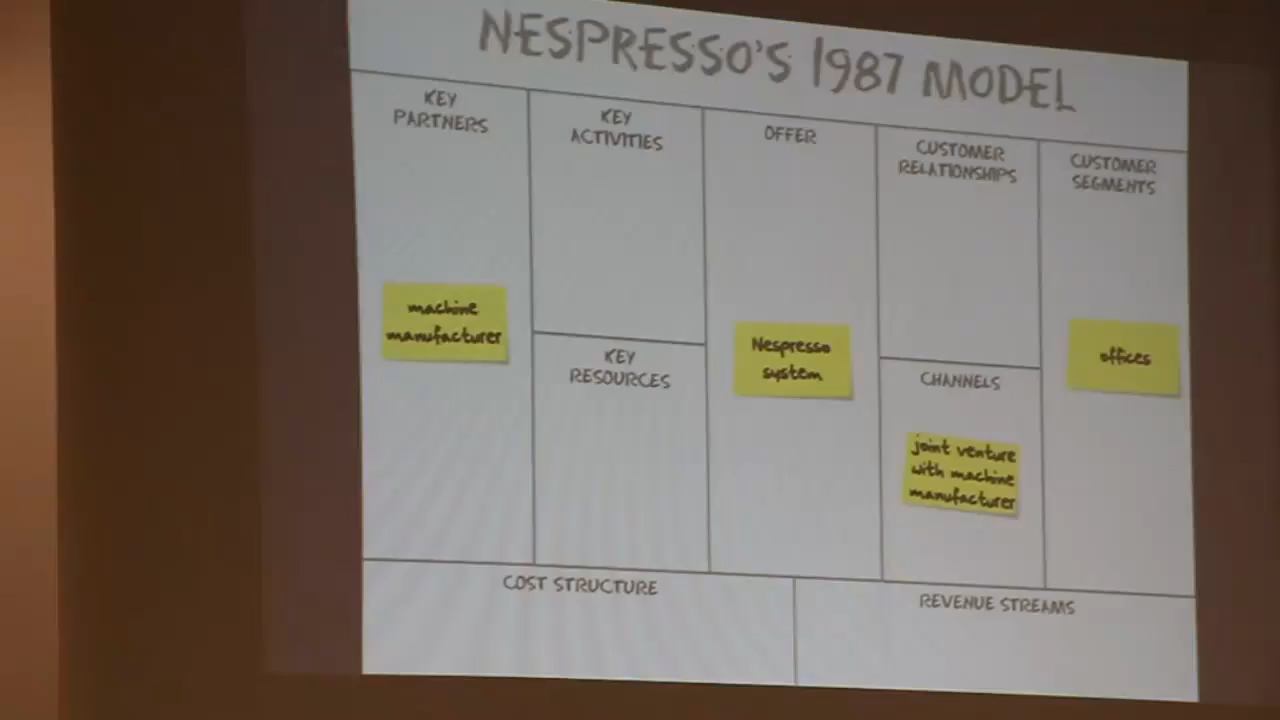 NESPRESSO'S 1987 MODEL
KEY
PARTNERS
machine
manufacturer
KEY
ACTIVITIES
KEY
RESOURCES
OFFER
Nespresso
system
CUSTOMER
RELATIONSHIPS
CHANNELS
joint venture
with machine
manufacturer
CUSTOMER
SEGMENTS
offices
COST STRUCTURE
REVENUE STREAMS